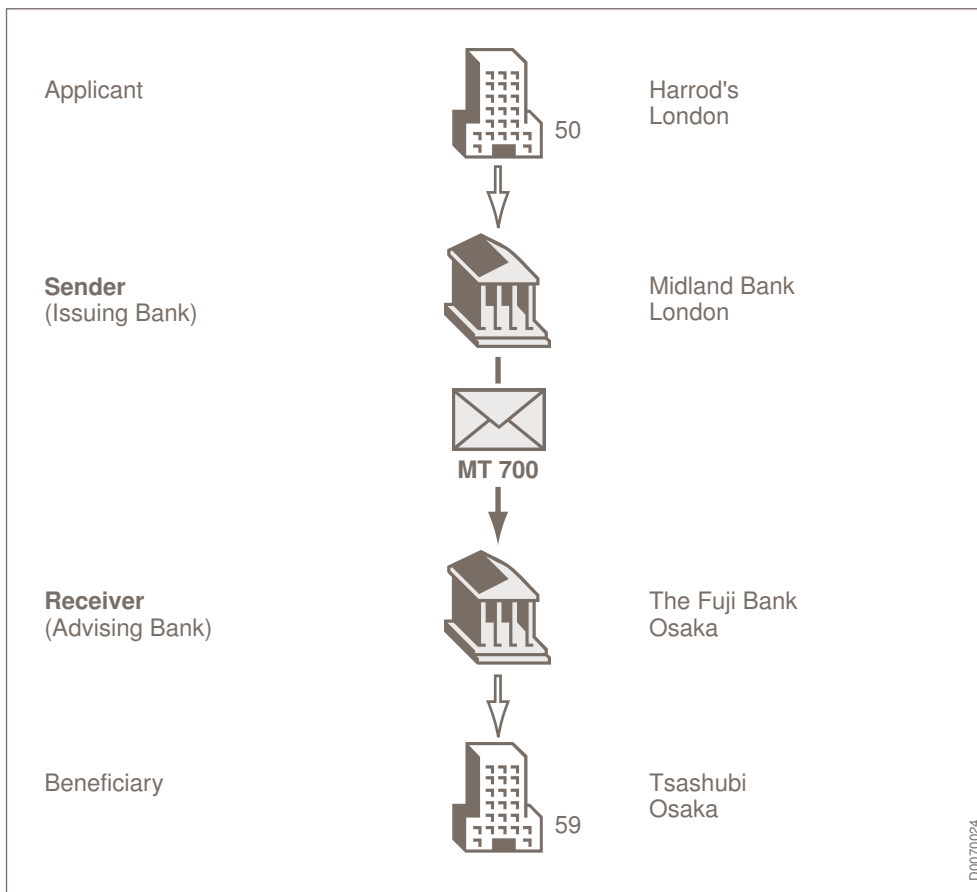 Applicant
50
Harrod's
London
Sender
(Issuing Bank)
Midland Bank
London
MT 700
Receiver
(Advising Bank)
The Fuji Bank
Osaka
Beneficiary
59
Tsashubi
Osaka
D0070024